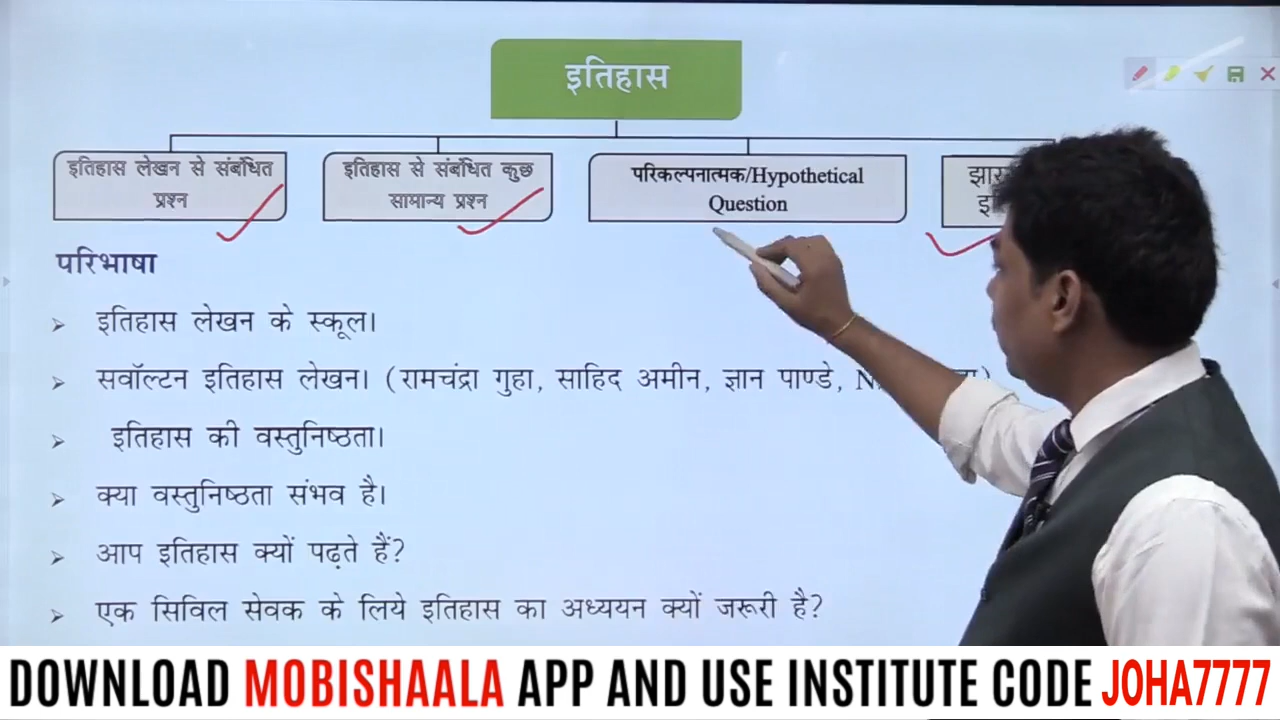 इतिहास
इतिहास लेखन से संबंधित
प्रश्न
इतिहास से संबंधित कुछ
सामान्य प्रश्न
परिकल्पनात्मक/Hypothetical
Question
परिभाषा
इतिहास लेखन के स्कूल।
सवॉल्टन इतिहास लेखन। (रामचंद्रा गुहा, साहिद अमीन, ज्ञान पाण्डे,
इतिहास की वस्तुनिष्ठता।
क्या वस्तुनिष्ठता संभव है।
आप इतिहास क्यों पढ़ते हैं?
एक सिविल सेवक के लिये इतिहास का अध्ययन क्यों जरूरी है?
DOWNLOAD MOBISHAALA APP AND USE INSTITUTE CODE JOHA7777